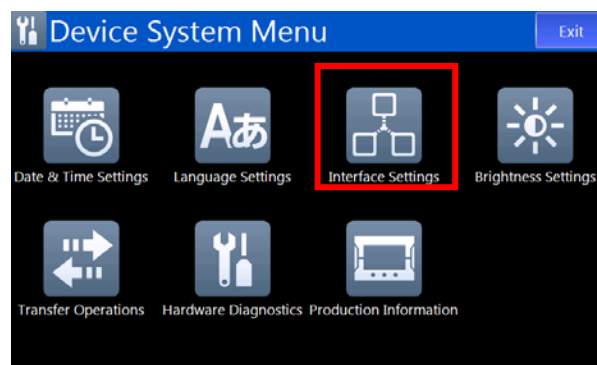 Device System Menu
Exit
Aあ
Date & Time Settings
Language Settings
Interface Settings
Brightness Settings
Transfer Operations
Hardware Diagnostics
Production Information